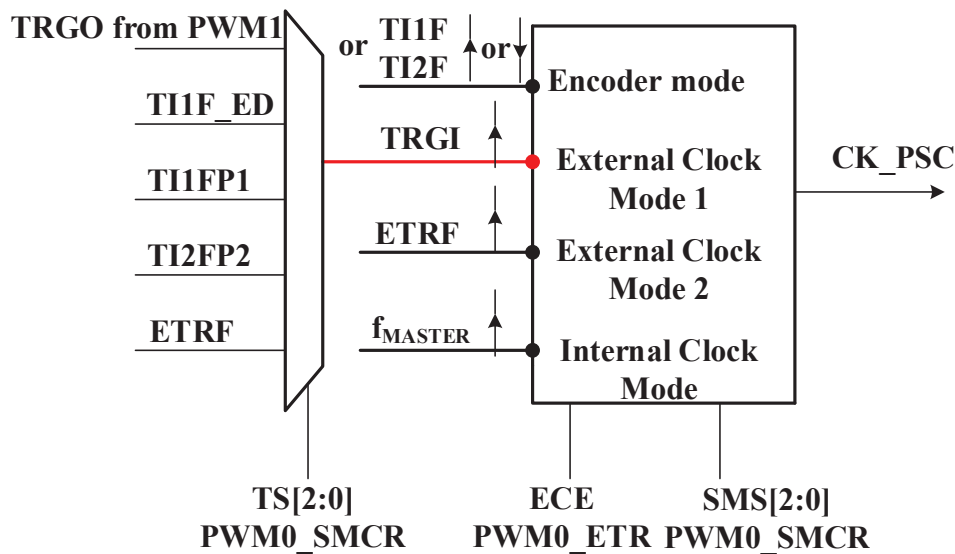 TRGO from PWM1
TI1F_ED
TI1FP1
TI2FP2
ETRF
or TI1F or
TI2F
TRGI
ETRF
fMASTER
Encoder mode
External Clock
Mode 1
External Clock
Mode 2
Internal Clock
Mode
CK_PSC
TS[2:0]
PWM0_SMCR
ECE
PWM0_ETR
SMS[2:0]
PWM0_SMCR